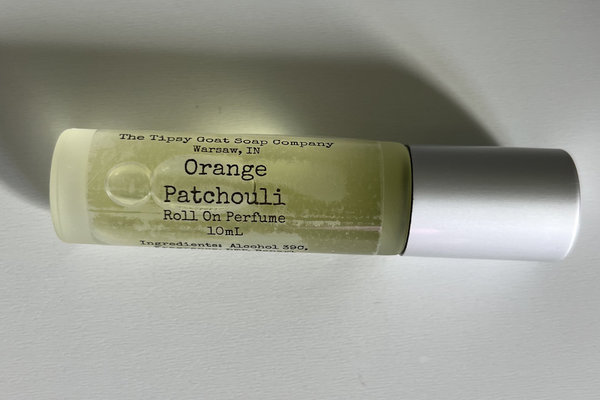 The Tipsy Goat Soap Company
Warsaw, IN
Orange
Patchouli
Roll On Perfume
10mL
Ingredients: Alcohol 39C,